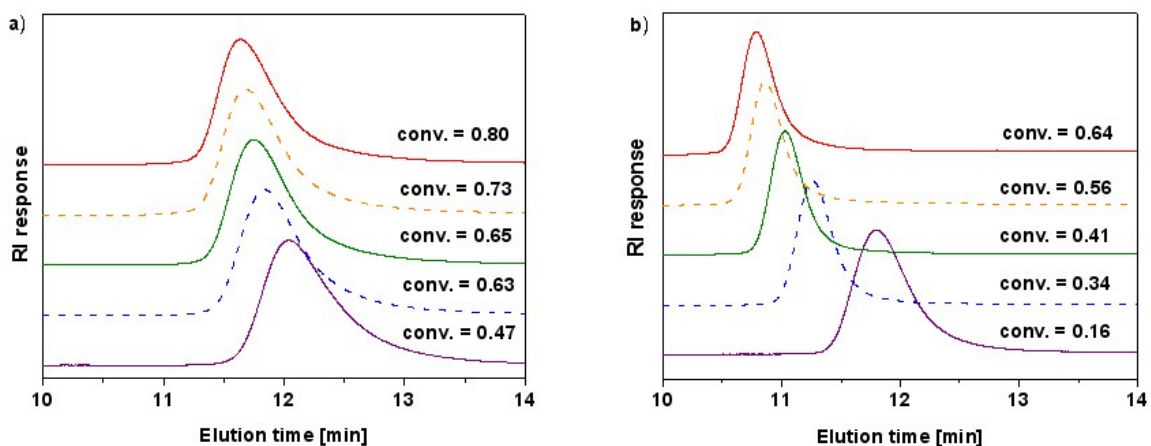 a)
RI response
conv. = 0.80
conv. = 0.73
conv. = 0.65
conv. = 0.63
conv. = 0.47
10 11 12 13 14
Elution time [min]
b)
RI response
conv. = 0.64
conv. = 0.56
conv. = 0.41
conv. = 0.34
conv. = 0.16
10 11 12 13 14
Elution time [min]